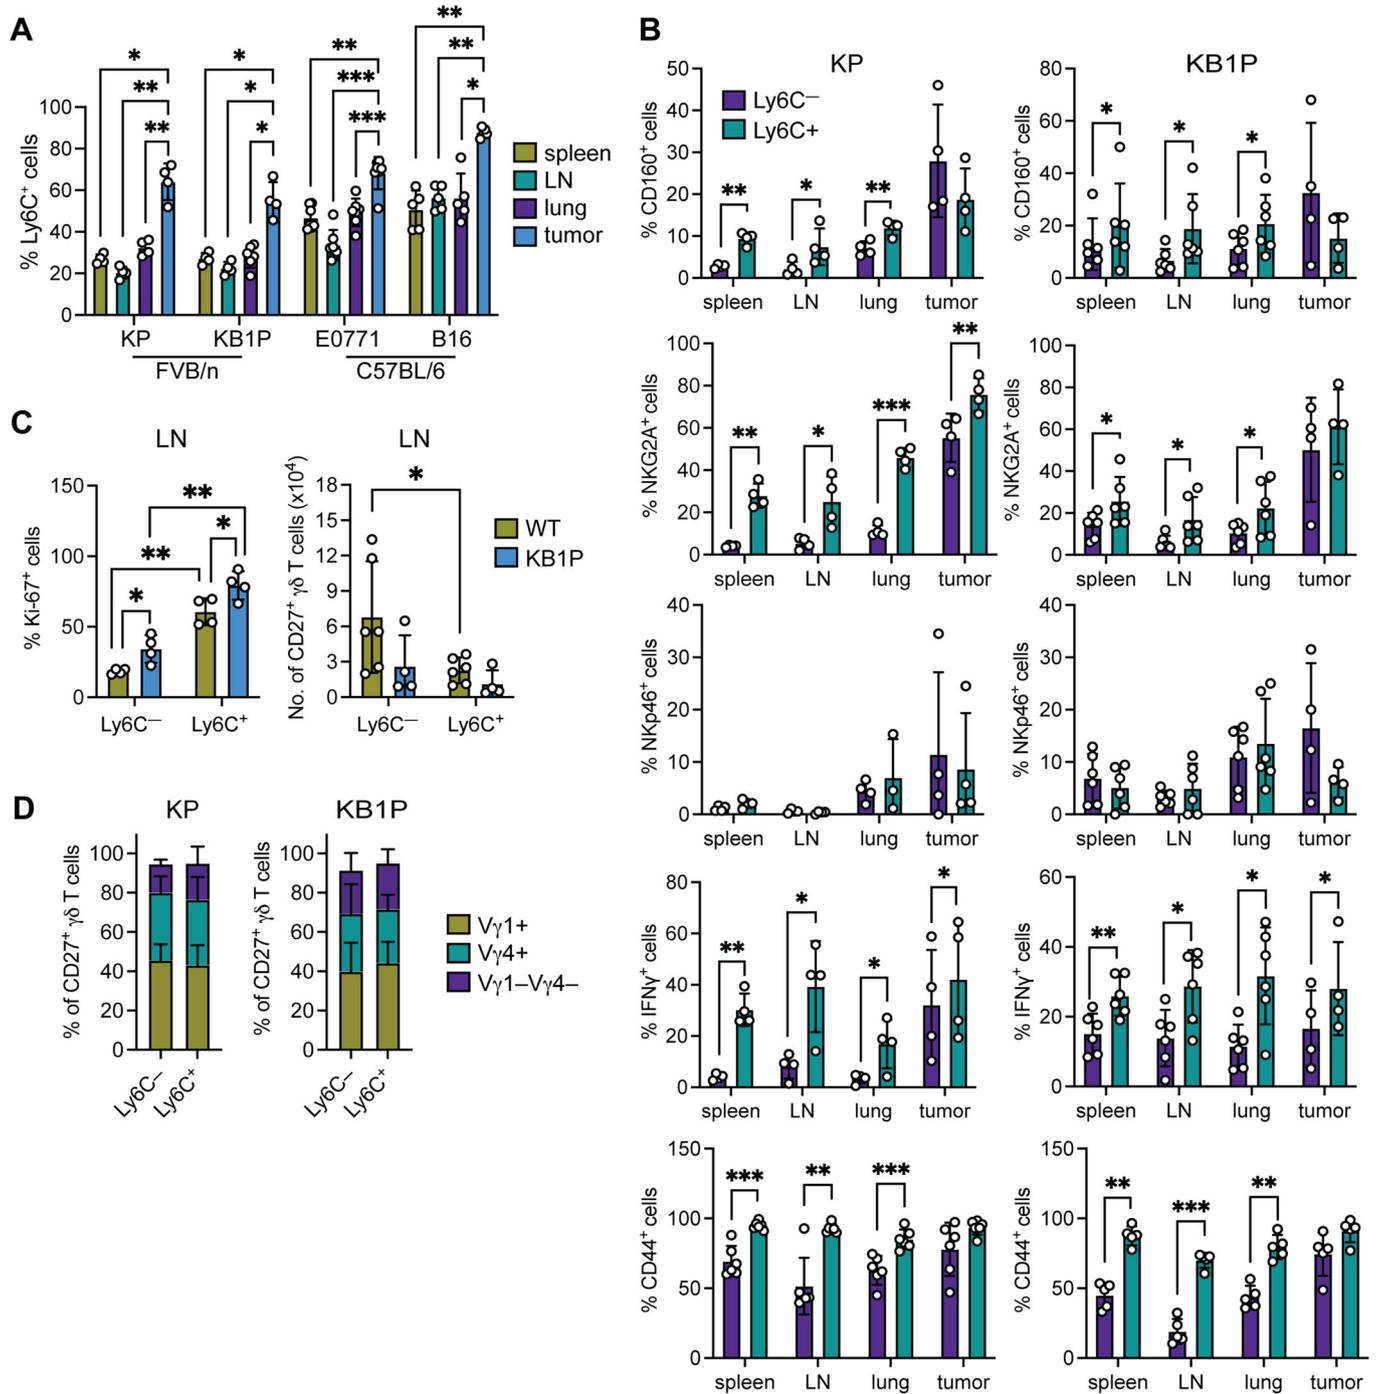 A
% Ly6C⁺ cells
100
80
60
40
20
0
* ** ** * * * ** *** *** ** ** *
KP KB1P E0771 B16
FVB/n C57BL/6
spleen
LN
lung
tumor
B
KP
% CD160⁺ cells
50
40
30
20
10
0
Ly6C—
Ly6C+
** * **
spleen LN lung tumor
KB1P
% CD160⁺ cells
80
60
40
20
0
* * *
spleen LN lung tumor
% NKG2A⁺ cells
100
80
60
40
20
0
** * *** **
spleen LN lung tumor
% NKG2A⁺ cells
100
80
60
40
20
0
* * *
spleen LN lung tumor
% NKp46⁺ cells
40
30
20
10
0
spleen LN lung tumor
% NKp46⁺ cells
40
30
20
10
0
spleen LN lung tumor
% IFNγ⁺ cells
80
60
40
20
0
** * * *
spleen LN lung tumor
% IFNγ⁺ cells
60
40
20
0
** * * *
spleen LN lung tumor
% CD44⁺ cells
150
100
50
0
*** ** ***
spleen LN lung tumor
% CD44⁺ cells
150
100
50
0
** *** **
spleen LN lung tumor
C
LN
% Ki-67⁺ cells
150
100
50
0
** * ** *
Ly6C— Ly6C⁺
LN
No. of CD27⁺ γδ T cells (x10⁴)
18
15
12
9
6
3
0
*
Ly6C— Ly6C⁺
WT
KB1P
D
KP
% of CD27⁺ γδ T cells
100
80
60
40
20
0
Ly6C– Ly6C⁺
KB1P
% of CD27⁺ γδ T cells
100
80
60
40
20
0
Ly6C– Ly6C⁺
Vγ1+
Vγ4+
Vγ1–Vγ4–